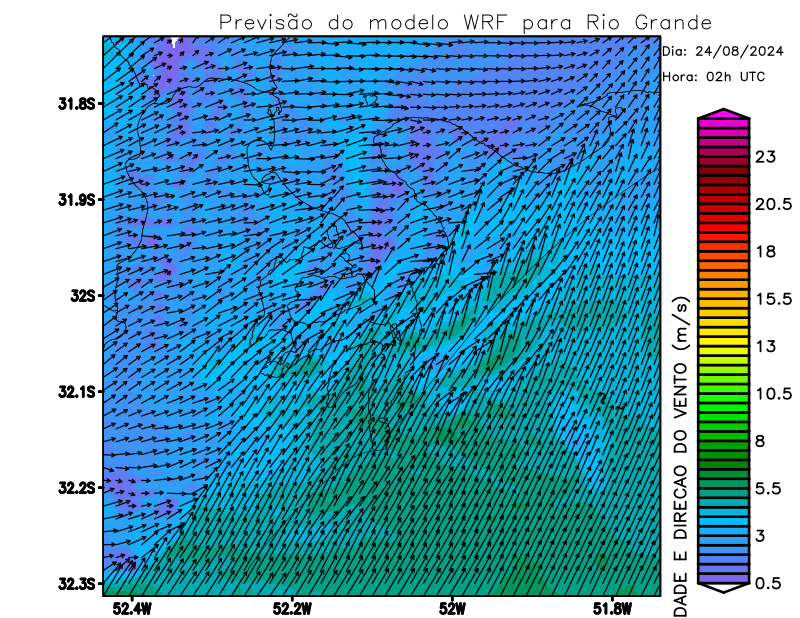 Previsão do modelo WRF para Rio Grande
Dia: 24/08/2024
Hora: 02h UTC
31.8S
31.9S
32S
32.1S
32.2S
32.3S
52.4W
52.2W
52W
51.8W
23
20.5
18
15.5
13
10.5
8
5.5
3
0.5
DADE E DIRECAO DO VENTO (m/s)